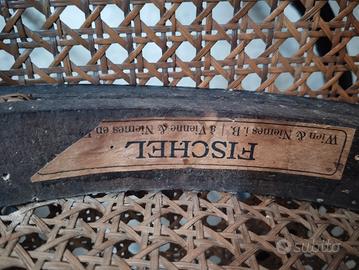 FISCHEL.
Wien & Niemes i. B. | à Vienne & Niemes en
subito